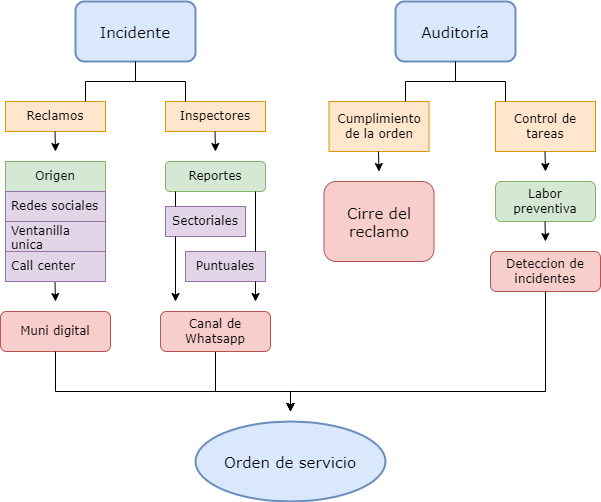 Incidente
Auditoría
Reclamos
Inspectores
Cumplimiento
de la orden
Control de
tareas
Origen
Reportes
Cirre del
reclamo
Labor
preventiva
Redes sociales
Sectoriales
Ventanilla
unica
Call center
Puntuales
Deteccion de
incidentes
Muni digital
Canal de
Whatsapp
Orden de servicio